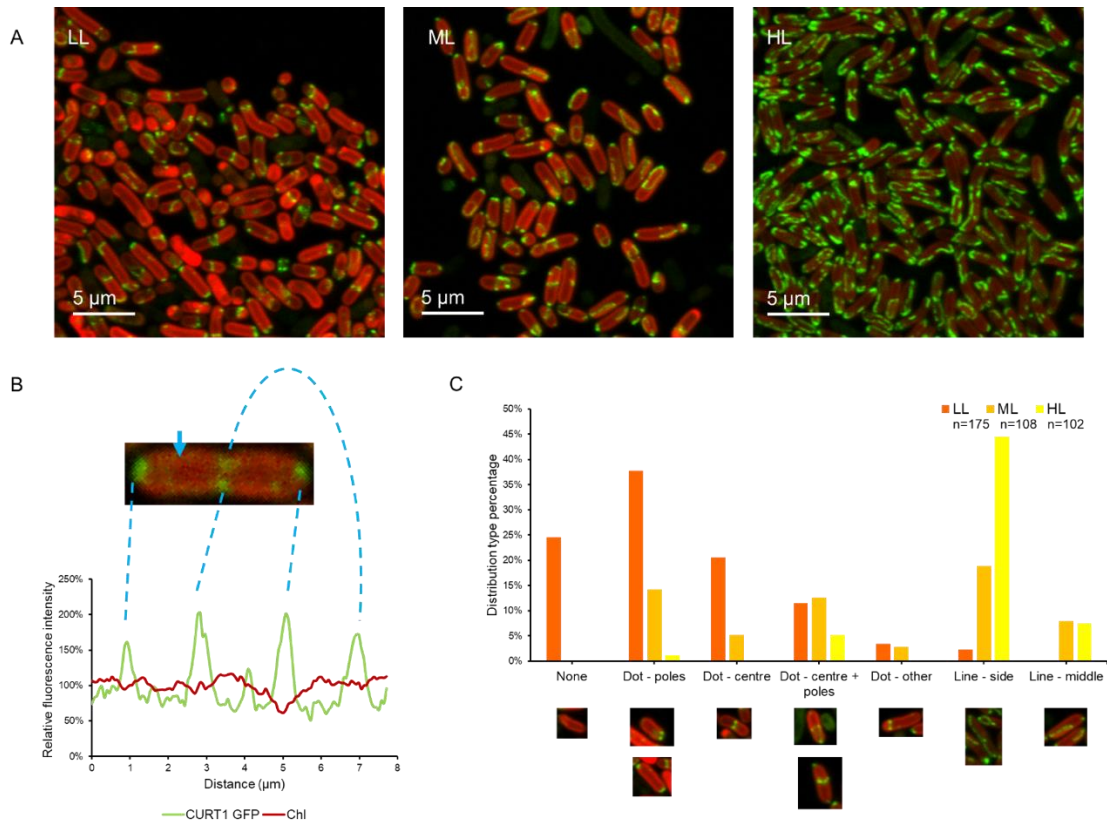 A
LL
5 µm
ML
5 µm
HL
5 µm
B
250%
200%
150%
100%
50%
0%
Relative fluorescence intensity
0 1 2 3 4 5 6 7 8
Distance (µm)
CURT1 GFP Chl
C
LL ML HL
n=175 n=108 n=102
50%
45%
40%
35%
30%
25%
20%
15%
10%
5%
0%
Distribution type percentage
None Dot - poles Dot - centre Dot - centre + Dot - other Line - side Line - middle
poles